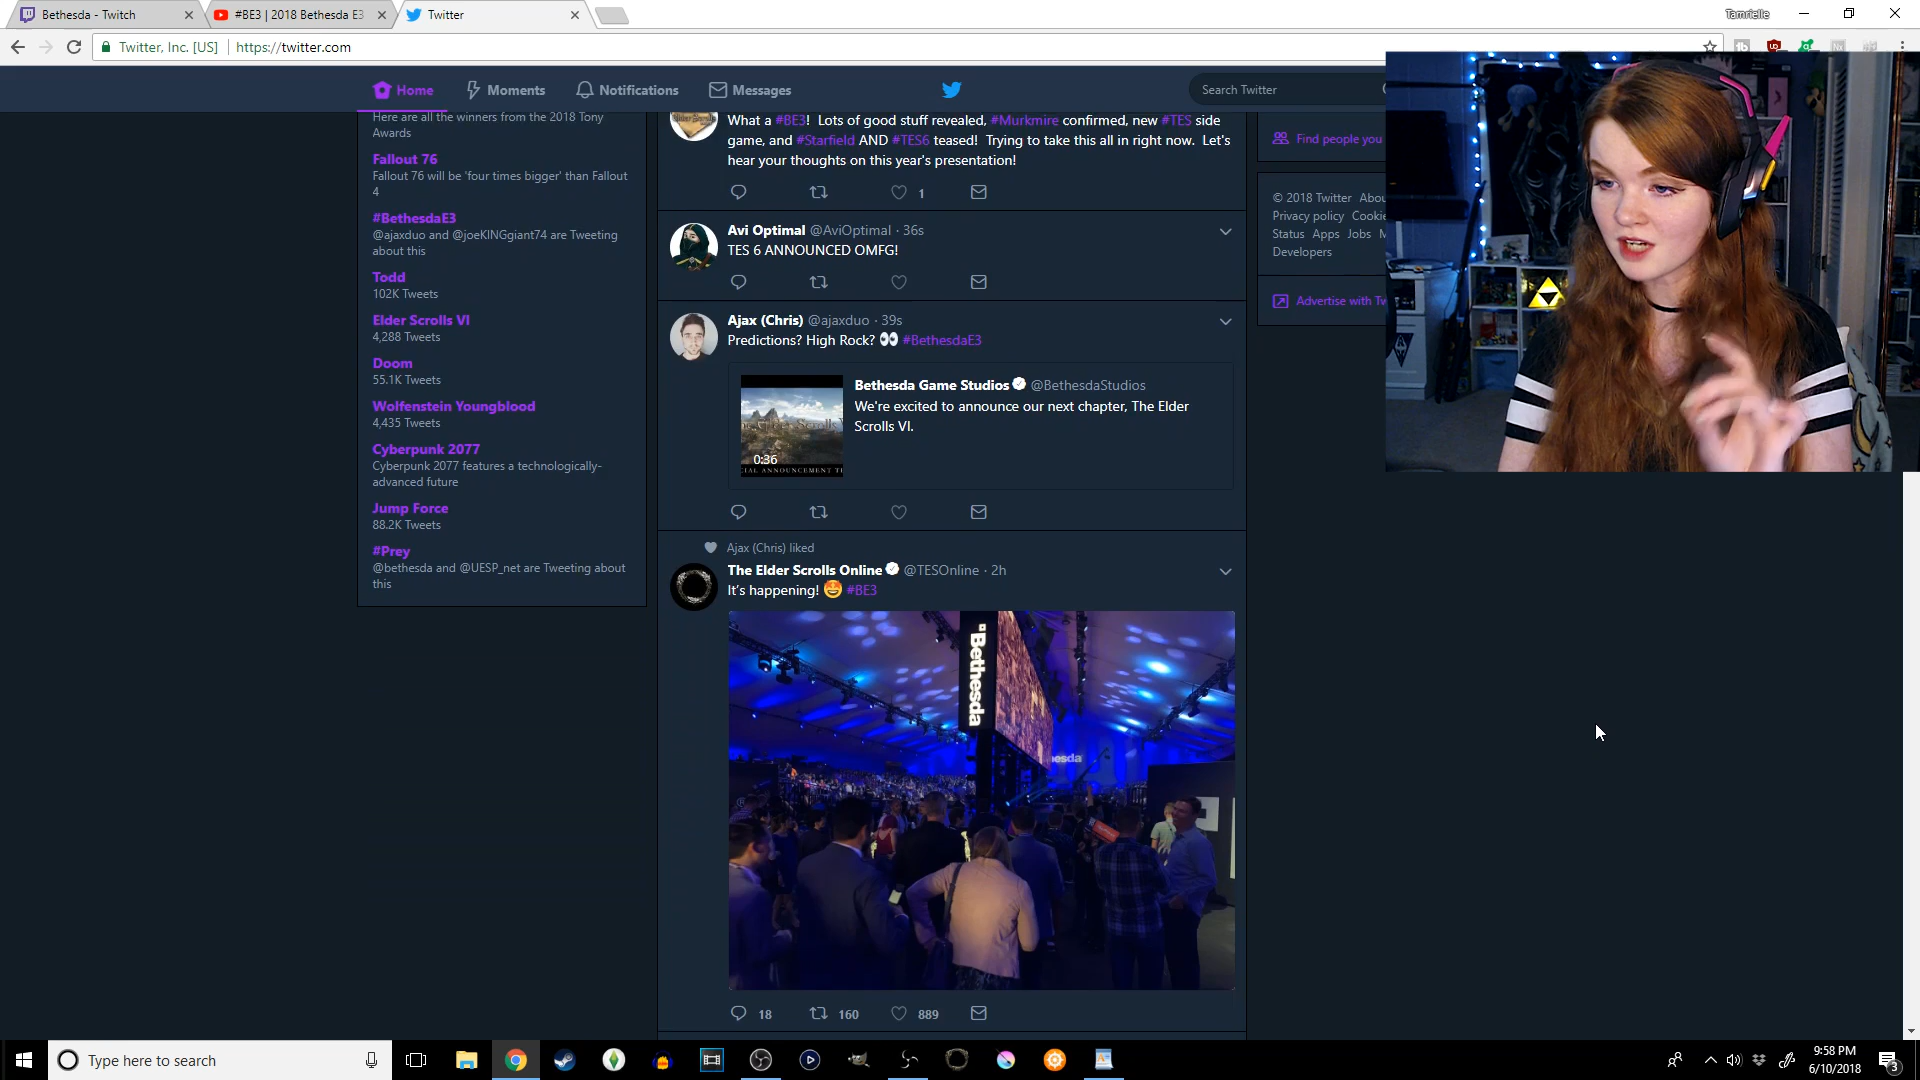 Bethesda - Twitch
#BE3 | 2018 Bethesda E3
Twitter
Tamrielle
Twitter, Inc. [US]
https://twitter.com
Home
Moments
Notifications
Messages
Search Twitter
Here are all the winners from the 2018 Tony
Awards
Fallout 76
Fallout 76 will be 'four times bigger' than Fallout
4
#BethesdaE3
@ajaxduo and @joeKINGgiant74 are Tweeting
about this
Todd
102K Tweets
Elder Scrolls VI
4,288 Tweets
Doom
55.1K Tweets
Wolfenstein Youngblood
4,435 Tweets
Cyberpunk 2077
Cyberpunk 2077 features a technologically-
advanced future
Jump Force
88.2K Tweets
#Prey
@bethesda and @UESP_net are Tweeting about
this
What a #BE3! Lots of good stuff revealed, #Murkmire confirmed, new #TES side
game, and #Starfield AND #TES6 teased! Trying to take this all in right now. Let's
hear your thoughts on this year's presentation!
1
Avi Optimal @AviOptimal · 36s
TES 6 ANNOUNCED OMFG!
Ajax (Chris) @ajaxduo · 39s
Predictions? High Rock? 👀 #BethesdaE3
Bethesda Game Studios @BethesdaStudios
We're excited to announce our next chapter, The Elder
Scrolls VI.
0:36
Ajax (Chris) liked
The Elder Scrolls Online @TESOnline · 2h
It's happening! 🤩 #BE3
Bethesda
esda
18
160
889
Find people you
© 2018 Twitter Abou
Privacy policy Cookie
Status Apps Jobs M
Developers
Advertise with Tw
Type here to search
9:58 PM
6/10/2018
3